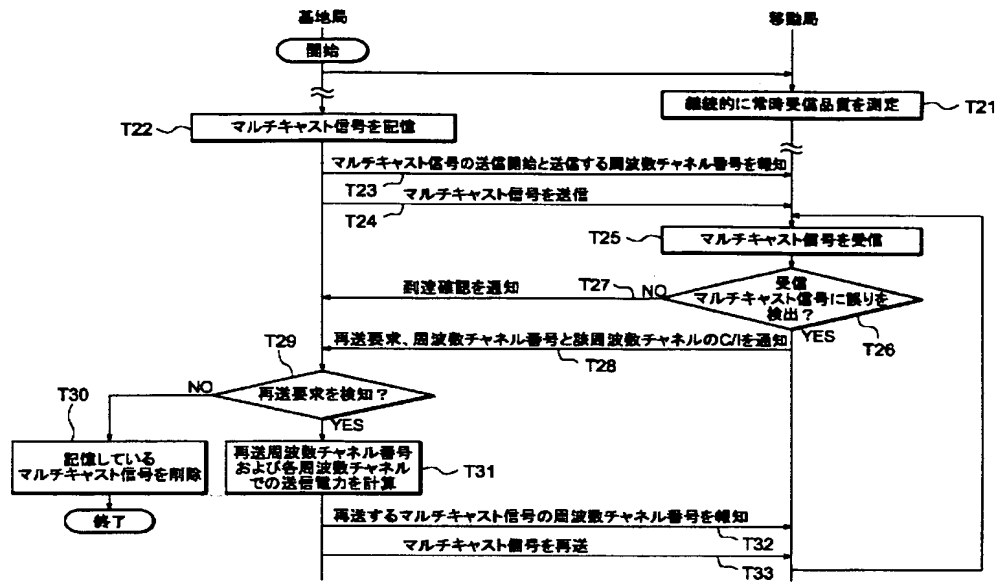 基地局
移動局
開始
継続的に常時受信品質を測定
T21
T22
マルチキャスト信号を記憶
マルチキャスト信号の送信開始と送信する周波数チャネル番号を報知
T23
マルチキャスト信号を送信
T24
T25
マルチキャスト信号を受信
到達確認を通知
T27
NO
受信
マルチキャスト信号に誤りを
検出？
YES
T26
再送要求、周波数チャネル番号と該周波数チャネルのC/Iを通知
T28
T29
再送要求を検知？
NO
YES
T30
記憶している
マルチキャスト信号を削除
再送周波数チャネル番号
および各周波数チャネル
での送信電力を計算
T31
終了
再送するマルチキャスト信号の周波数チャネル番号を報知
T32
マルチキャスト信号を再送
T33